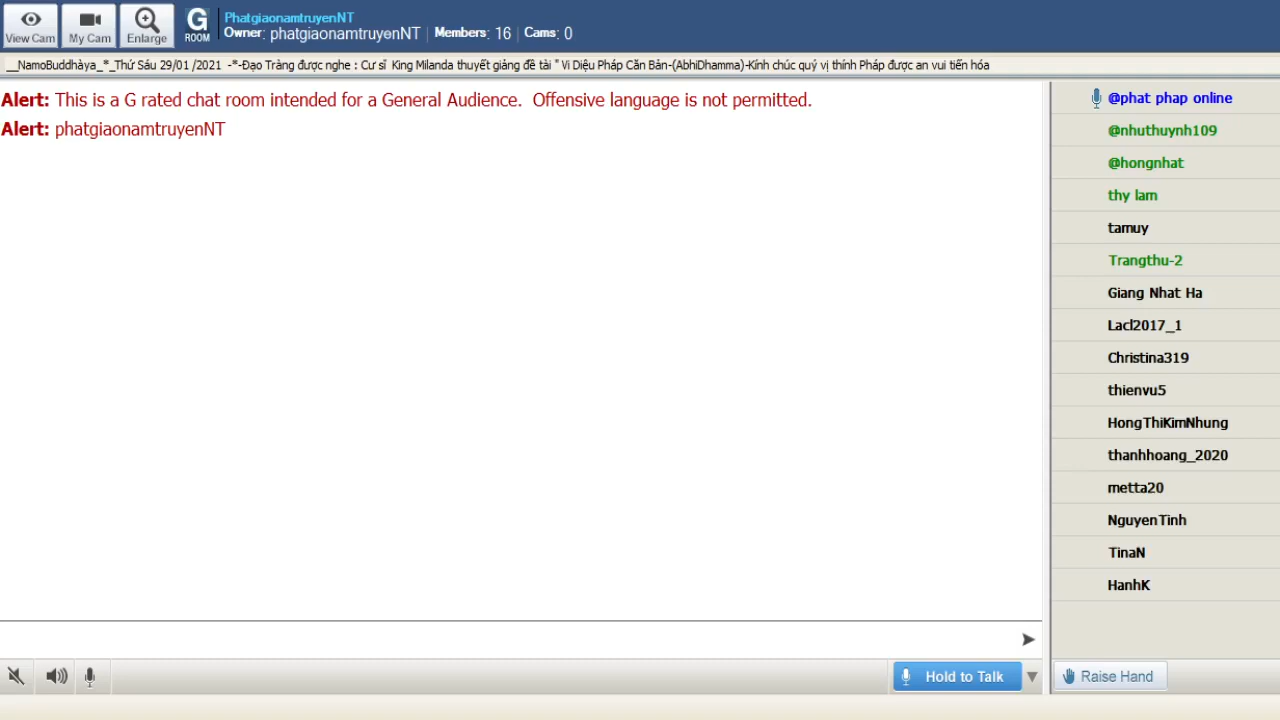 View Cam
My Cam
Enlarge
G
ROOM
PhatgiaonamtruyenNT
Owner: phatgiaonamtruyenNT | Members: 16 | Cams: 0
__NamoBuddhàya_*_Thứ Sáu 29/01 /2021 -*-Đạo Tràng được nghe : Cư sĩ King Milanda thuyết giảng đề tài " Vi Diệu Pháp Căn Bản-(AbhiDhamma)-Kính chúc quý vị thính Pháp được an vui tiến hóa
Alert: This is a G rated chat room intended for a General Audience. Offensive language is not permitted.
Alert: phatgiaonamtruyenNT
@phat phap online
@nhuthuynh109
@hongnhat
thy lam
tamuy
Trangthu-2
Giang Nhat Ha
Lacl2017_1
Christina319
thienvu5
HongThiKimNhung
thanhhoang_2020
metta20
NguyenTinh
TinaN
HanhK
Hold to Talk
Raise Hand